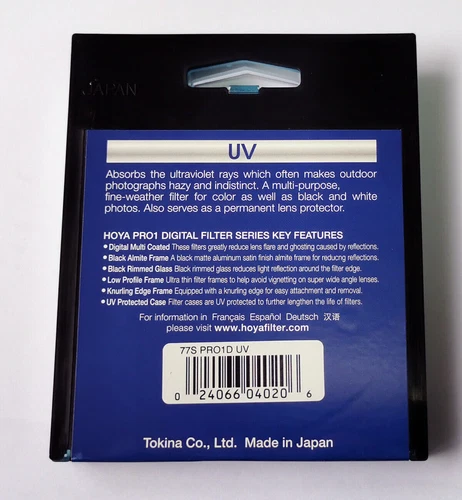 JAPAN
UV
Absorbs the ultraviolet rays which often makes outdoor
photographs hazy and indistinct. A multi-purpose,
fine-weather filter for color as well as black and white
photos. Also serves as a permanent lens protector.
HOYA PRO1 DIGITAL FILTER SERIES KEY FEATURES
• Digital Multi Coated These filters greatly reduce lens flare and ghosting caused by reflections.
• Black Almite Frame A black matte aluminum satin finish almite frame for reducing reflections.
• Black Rimmed Glass Black rimmed glass reduces light reflection around the filter edge.
• Low Profile Frame Ultra thin filter frames to help avoid vignetting on super wide angle lenses.
• Knurling Edge Frame Equipped with a knurling edge for easy attachment and removal.
• UV Protected Case Filter cases are UV protected to further lengthen the life of filters.
For information in Français Español Deutsch 汉语
please visit www.hoyafilter.com
77S PRO1D UV
0 24066 04020 6
Tokina Co., Ltd. Made in Japan